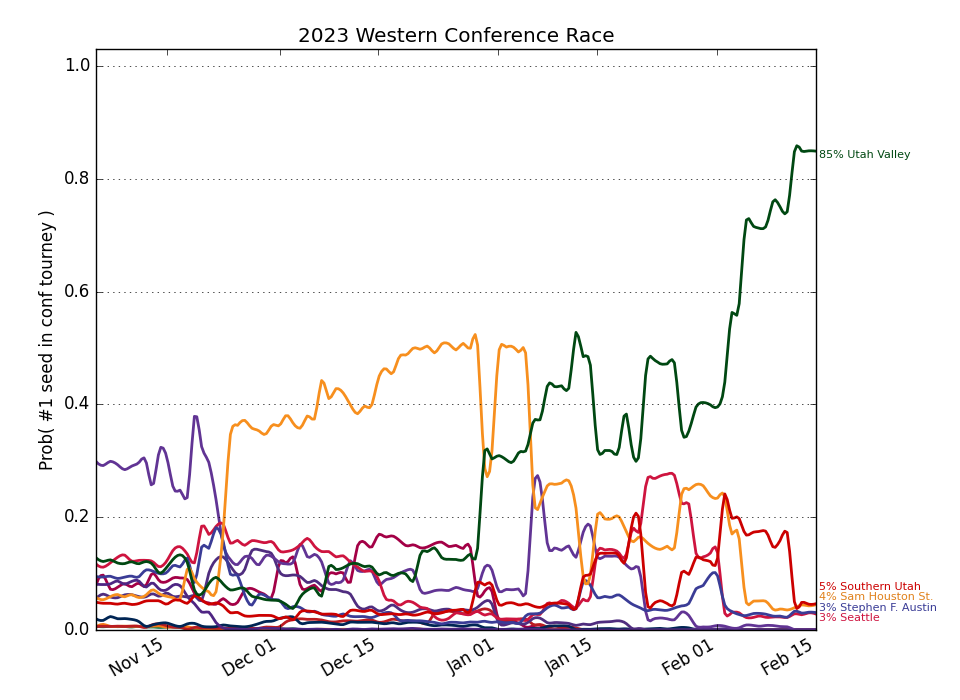 2023 Western Conference Race
Prob( #1 seed in conf tourney )
1.0
0.8
0.6
0.4
0.2
0.0
85% Utah Valley
5% Southern Utah
4% Sam Houston St.
3% Stephen F. Austin
3% Seattle
Nov 15
Dec 01
Dec 15
Jan 01
Jan 15
Feb 01
Feb 15